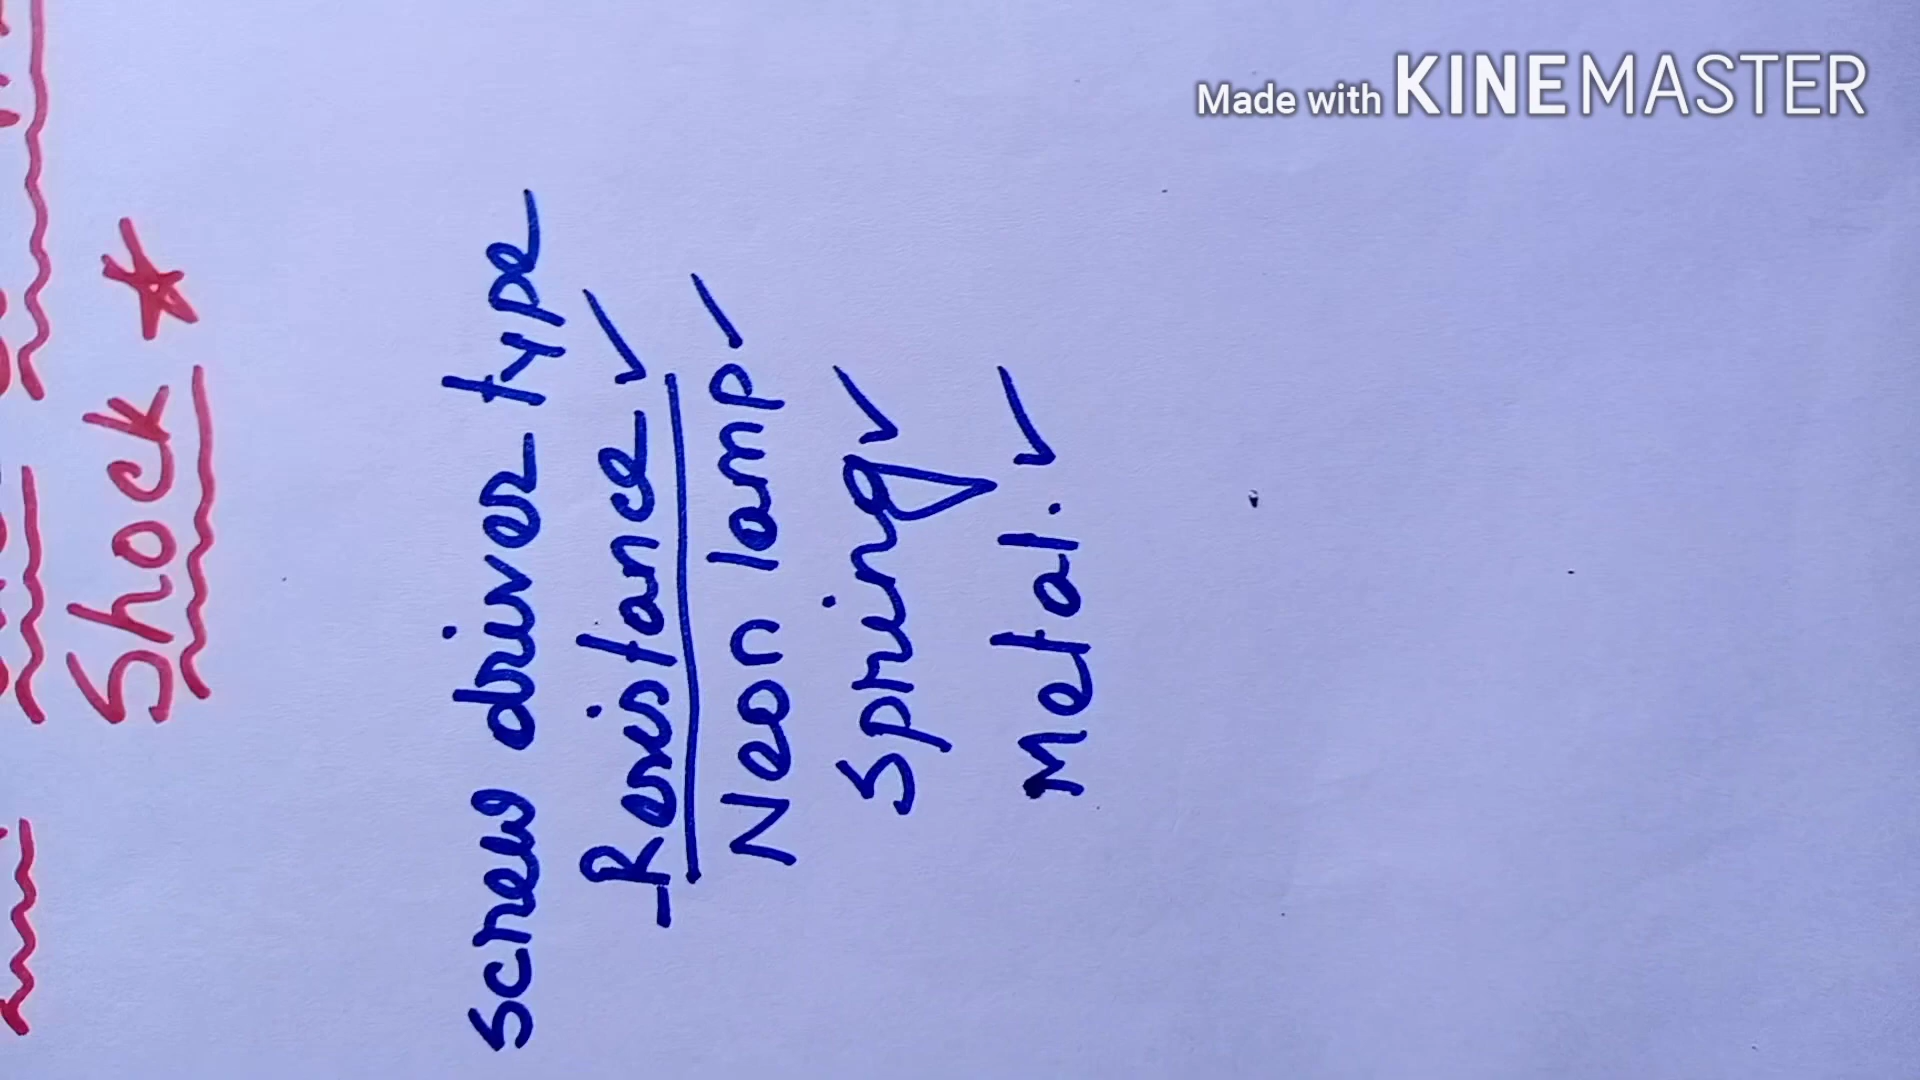 Shock *
screw driver type
Resistance ✓
Neon lamp ✓
Spring ✓
Metal. ✓
Made with KINEMASTER